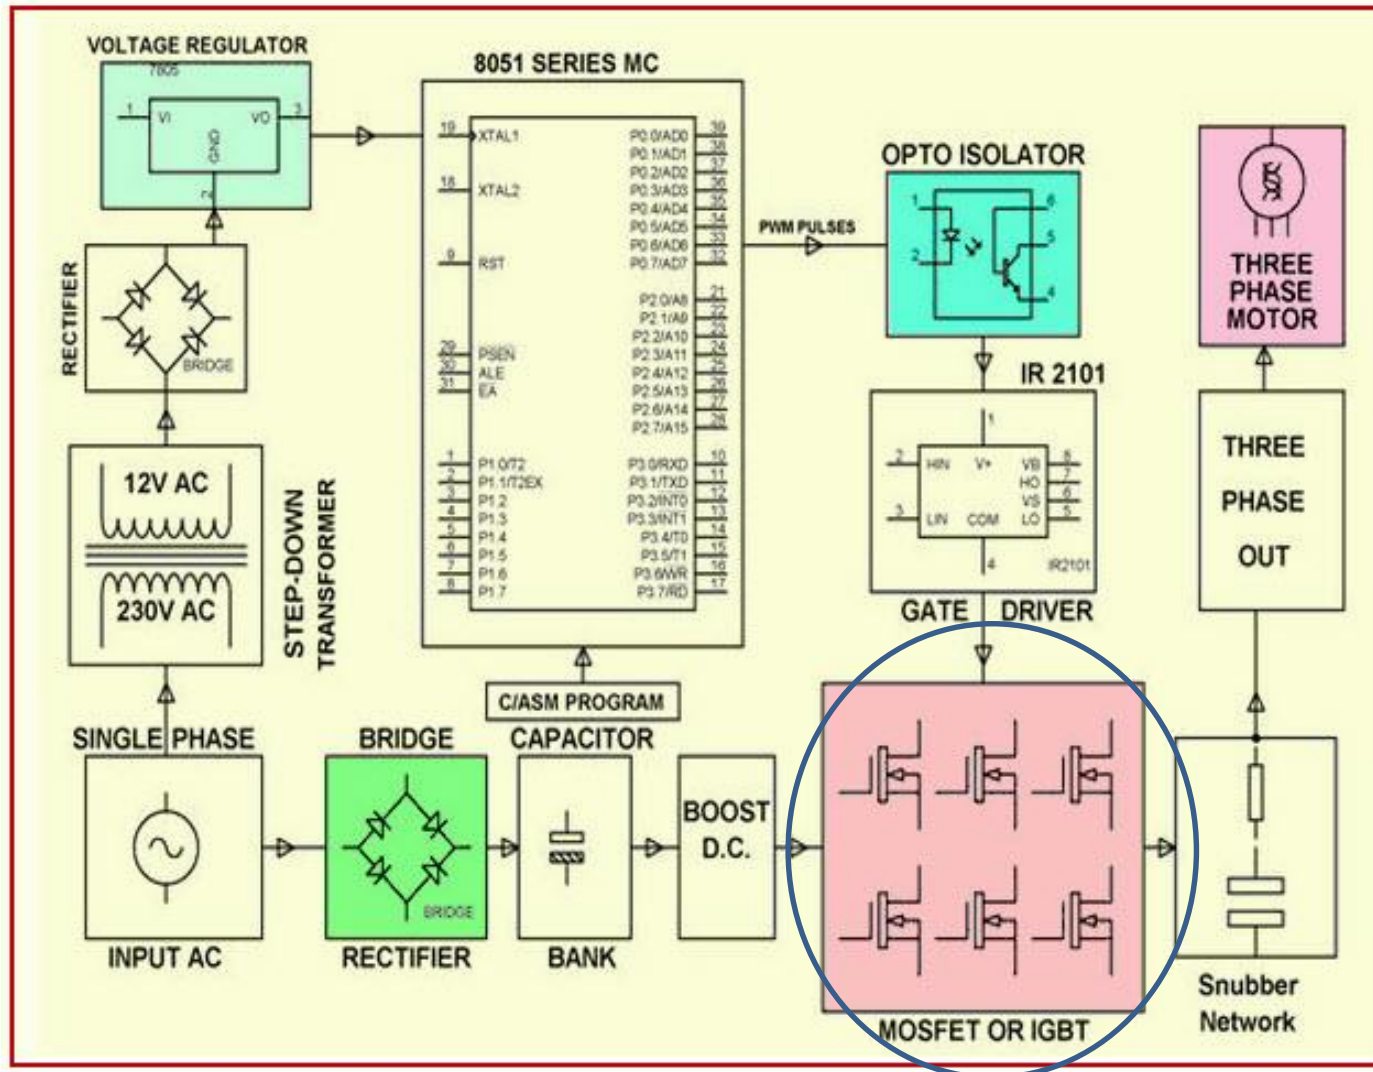 VOLTAGE REGULATOR
7805
1
VI
VO
3
GND
2
RECTIFIER
BRIDGE
12V AC
230V AC
STEP-DOWN
TRANSFORMER
SINGLE PHASE
INPUT AC
8051 SERIES MC
19 XTAL1
18 XTAL2
9 RST
29 PSEN
30 ALE
31 EA
1 P1.0/T2
2 P1.1/T2EX
3 P1.2
4 P1.3
5 P1.4
6 P1.5
7 P1.6
8 P1.7
P0.0/AD0 39
P0.1/AD1 38
P0.2/AD2 37
P0.3/AD3 36
P0.4/AD4 35
P0.5/AD5 34
P0.6/AD6 33
P0.7/AD7 32
P2.0/A8 21
P2.1/A9 22
P2.2/A10 23
P2.3/A11 24
P2.4/A12 25
P2.5/A13 26
P2.6/A14 27
P2.7/A15 28
P3.0/RXD 10
P3.1/TXD 11
P3.2/INT0 12
P3.3/INT1 13
P3.4/T0 14
P3.5/T1 15
P3.6/WR 16
P3.7/RD 17
C/ASM PROGRAM
PWM PULSES
OPTO ISOLATOR
1
2
6
5
4
IR 2101
1
2 HIN
V+
VB 8
HO 7
VS 6
3 LIN
COM
LO 5
4
IR2101
GATE DRIVER
BRIDGE
BRIDGE
RECTIFIER
CAPACITOR
BANK
BOOST
D.C.
MOSFET OR IGBT
Snubber
Network
THREE
PHASE
OUT
THREE
PHASE
MOTOR